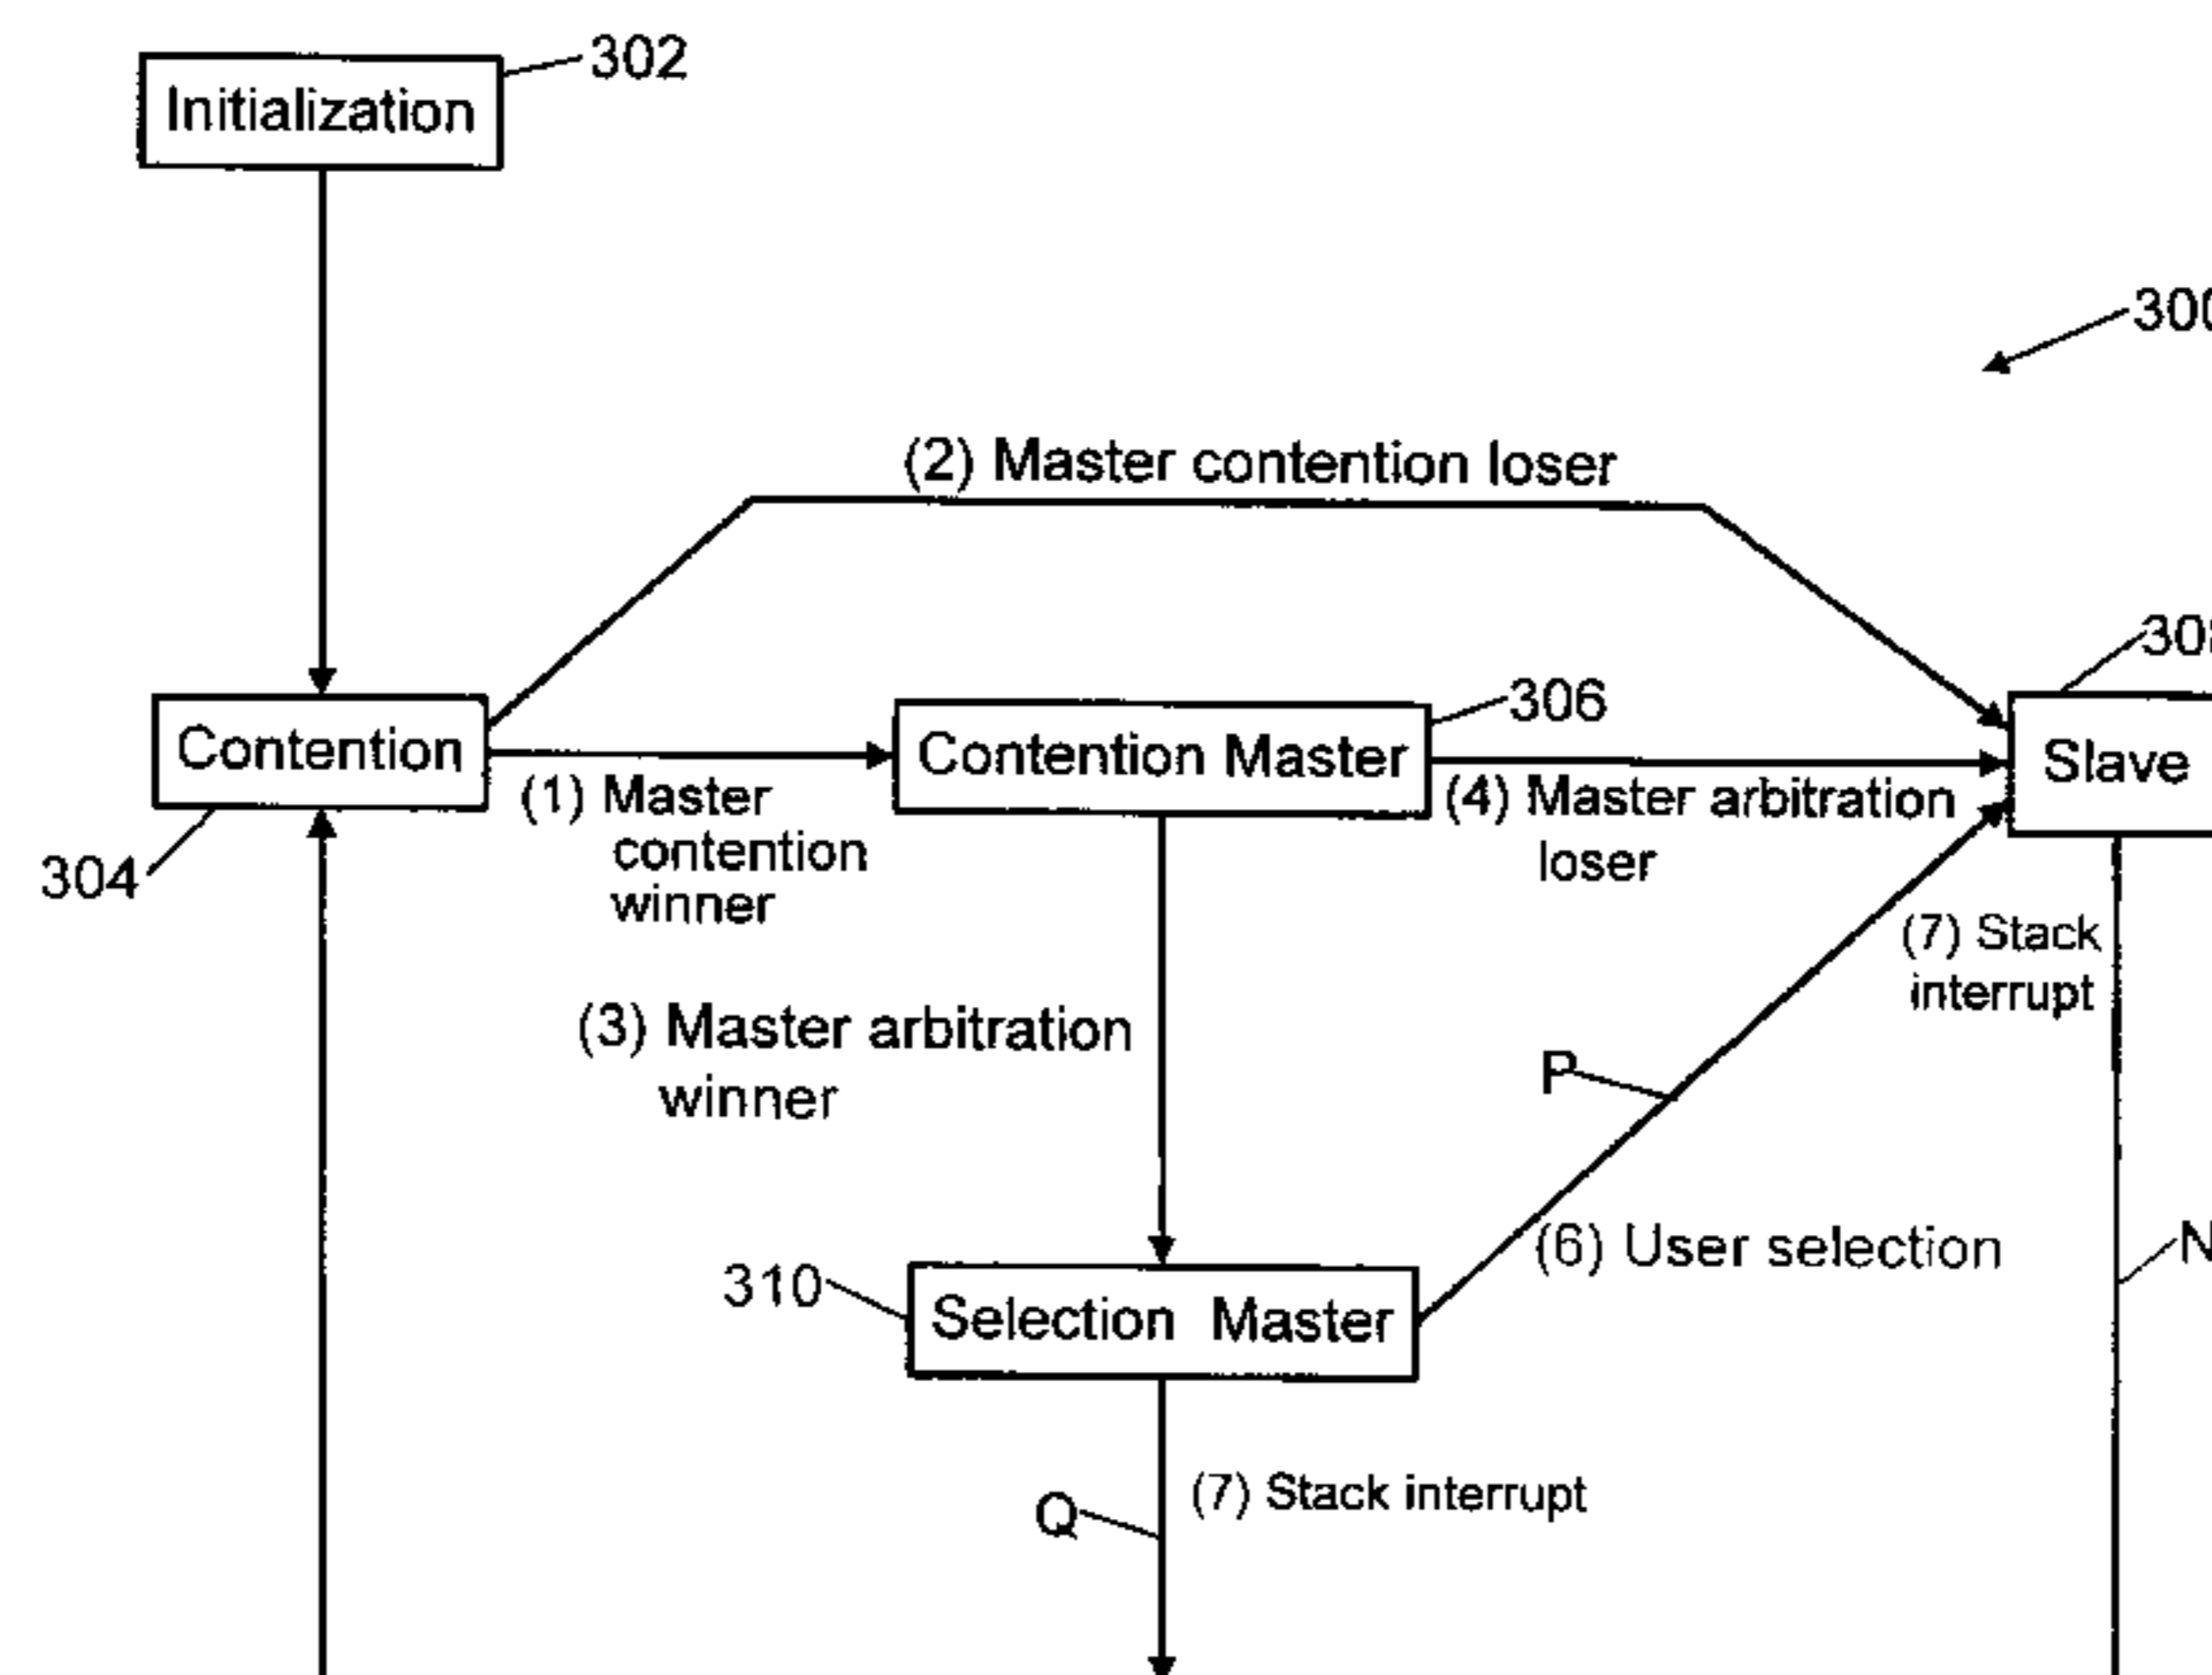 302
Initialization
300
(2) Master contention loser
308
306
Contention
Contention Master
Slave
(1) Master
contention
winner
(4) Master arbitration
loser
304
(7) Stack
interrupt
(3) Master arbitration
winner
P
(6) User selection
N
310
Selection Master
Q
(7) Stack interrupt